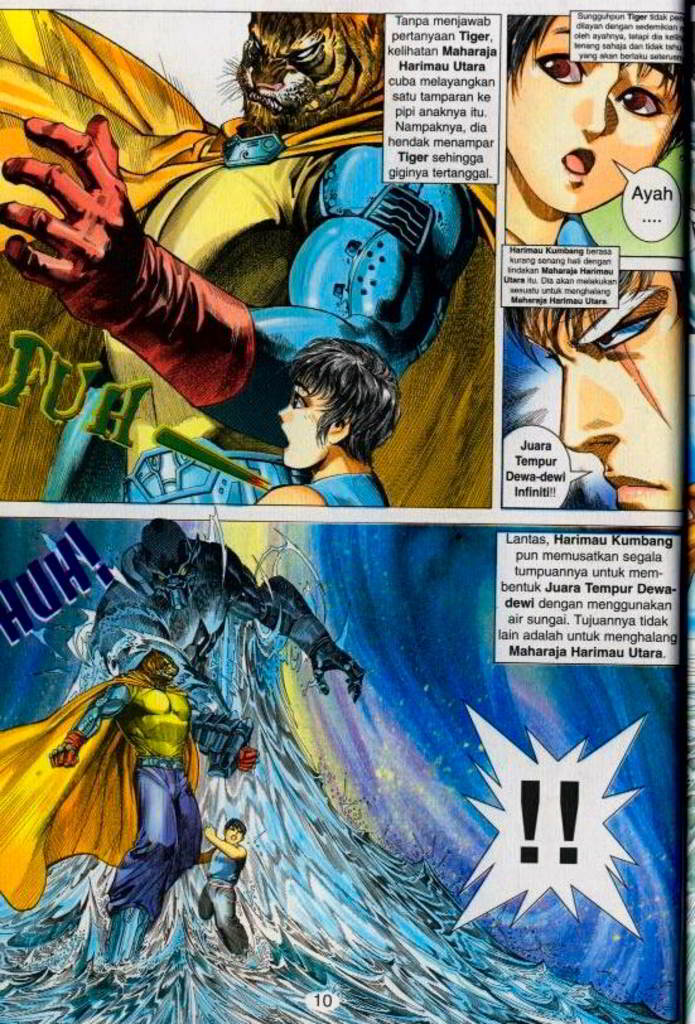 Tanpa menjawab
pertanyaan Tiger,
kelihatan Maharaja
Harimau Utara
cuba melayangkan
satu tamparan ke
pipi anaknya itu.
Nampaknya, dia
hendak menampar
Tiger sehingga
giginya tertanggal.
FUH
Sungguhpun Tiger tidak
dilayan dengan sedemikian
oleh ayahnya, tetapi dia
tenang sahaja dan tidak tahu
yang akan berlaku seterusnya
Ayah
....
Harimau Kumbang berasa
kurang senang hati dengan
tindakan Maharaja Harimau
Utara itu. Dia akan melakukan
sesuatu untuk menghalang
Maharaja Harimau Utara.
Juara
Tempur
Dewa-dewi
Infiniti!!
HUH!
Lantas, Harimau Kumbang
pun memusatkan segala
tumpuannya untuk mem-
bentuk Juara Tempur Dewa-
dewi dengan menggunakan
air sungai. Tujuannya tidak
lain adalah untuk menghalang
Maharaja Harimau Utara.
!!
10